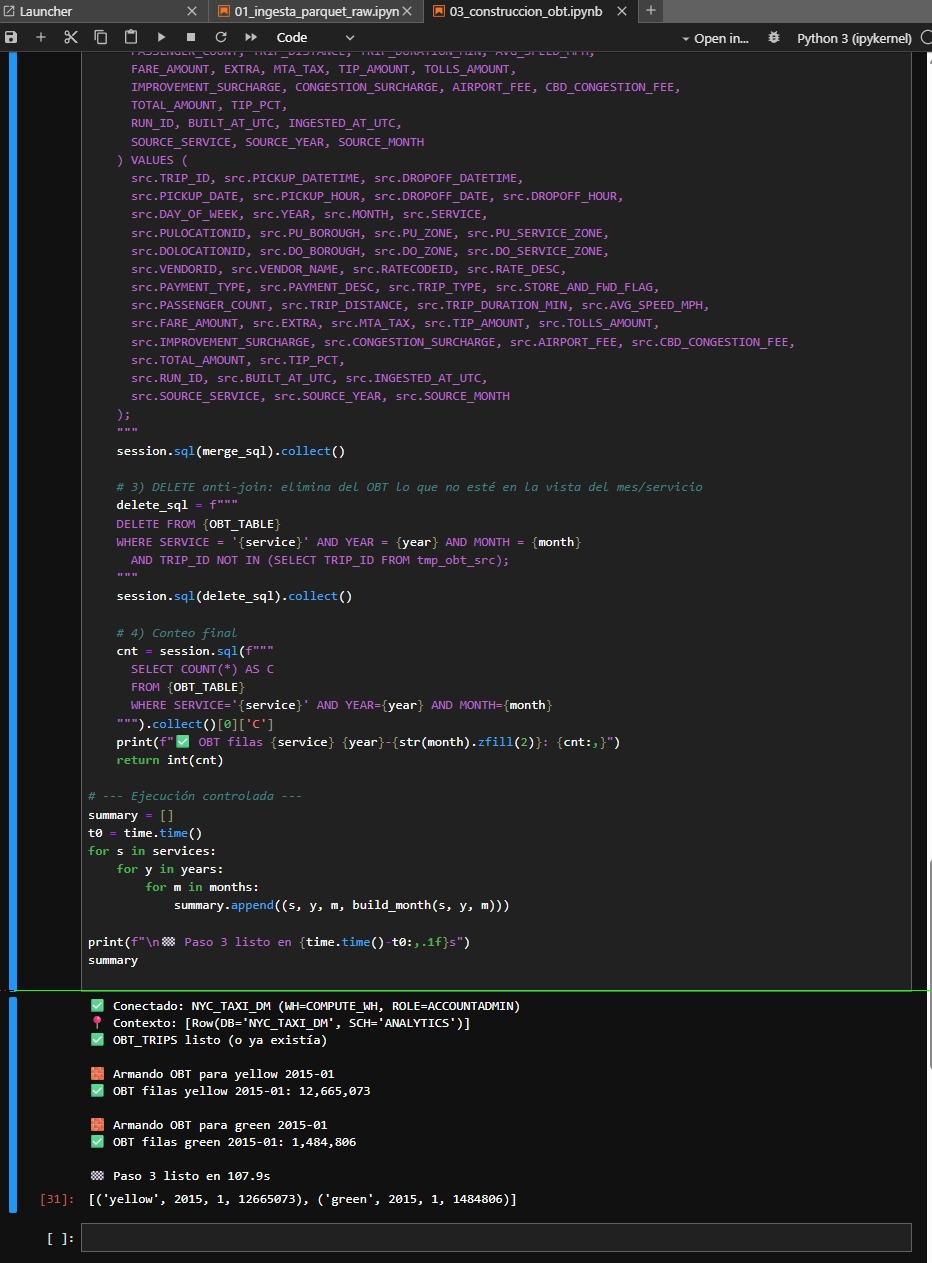 Launcher
01_ingesta_parquet_raw.ipyn
03_construccion_obt.ipynb
Code
Open in...
Python 3 (ipykernel)
PASSENGER_COUNT, TRIP_DISTANCE, TRIP_DURATION_MIN, AVG_SPEED_MPH,
FARE_AMOUNT, EXTRA, MTA_TAX, TIP_AMOUNT, TOLLS_AMOUNT,
IMPROVEMENT_SURCHARGE, CONGESTION_SURCHARGE, AIRPORT_FEE, CBD_CONGESTION_FEE,
TOTAL_AMOUNT, TIP_PCT,
RUN_ID, BUILT_AT_UTC, INGESTED_AT_UTC,
SOURCE_SERVICE, SOURCE_YEAR, SOURCE_MONTH
) VALUES (
src.TRIP_ID, src.PICKUP_DATETIME, src.DROPOFF_DATETIME,
src.PICKUP_DATE, src.PICKUP_HOUR, src.DROPOFF_DATE, src.DROPOFF_HOUR,
src.DAY_OF_WEEK, src.YEAR, src.MONTH, src.SERVICE,
src.PULOCATIONID, src.PU_BOROUGH, src.PU_ZONE, src.PU_SERVICE_ZONE,
src.DOLOCATIONID, src.DO_BOROUGH, src.DO_ZONE, src.DO_SERVICE_ZONE,
src.VENDORID, src.VENDOR_NAME, src.RATECODEID, src.RATE_DESC,
src.PAYMENT_TYPE, src.PAYMENT_DESC, src.TRIP_TYPE, src.STORE_AND_FWD_FLAG,
src.PASSENGER_COUNT, src.TRIP_DISTANCE, src.TRIP_DURATION_MIN, src.AVG_SPEED_MPH,
src.FARE_AMOUNT, src.EXTRA, src.MTA_TAX, src.TIP_AMOUNT, src.TOLLS_AMOUNT,
src.IMPROVEMENT_SURCHARGE, src.CONGESTION_SURCHARGE, src.AIRPORT_FEE, src.CBD_CONGESTION_FEE,
src.TOTAL_AMOUNT, src.TIP_PCT,
src.RUN_ID, src.BUILT_AT_UTC, src.INGESTED_AT_UTC,
src.SOURCE_SERVICE, src.SOURCE_YEAR, src.SOURCE_MONTH
);
"""
session.sql(merge_sql).collect()
# 3) DELETE anti-join: elimina del OBT lo que no esté en la vista del mes/servicio
delete_sql = f"""
DELETE FROM {OBT_TABLE}
WHERE SERVICE = '{service}' AND YEAR = {year} AND MONTH = {month}
AND TRIP_ID NOT IN (SELECT TRIP_ID FROM tmp_obt_src);
"""
session.sql(delete_sql).collect()
# 4) Conteo final
cnt = session.sql(f"""
SELECT COUNT(*) AS C
FROM {OBT_TABLE}
WHERE SERVICE='{service}' AND YEAR={year} AND MONTH={month}
""").collect()[0]['C']
print(f"✅ OBT filas {service} {year}-{str(month).zfill(2)}: {cnt:,}")
return int(cnt)
# --- Ejecución controlada ---
summary = []
t0 = time.time()
for s in services:
for y in years:
for m in months:
summary.append((s, y, m, build_month(s, y, m)))
print(f"\n🏁 Paso 3 listo en {time.time()-t0:,.1f}s")
summary
✅ Conectado: NYC_TAXI_DM (WH=COMPUTE_WH, ROLE=ACCOUNTADMIN)
📍 Contexto: [Row(DB='NYC_TAXI_DM', SCH='ANALYTICS')]
✅ OBT_TRIPS listo (o ya existía)
🧱 Armando OBT para yellow 2015-01
✅ OBT filas yellow 2015-01: 12,665,073
🧱 Armando OBT para green 2015-01
✅ OBT filas green 2015-01: 1,484,806
🏁 Paso 3 listo en 107.9s
[31]: [('yellow', 2015, 1, 12665073), ('green', 2015, 1, 1484806)]
[ ]: